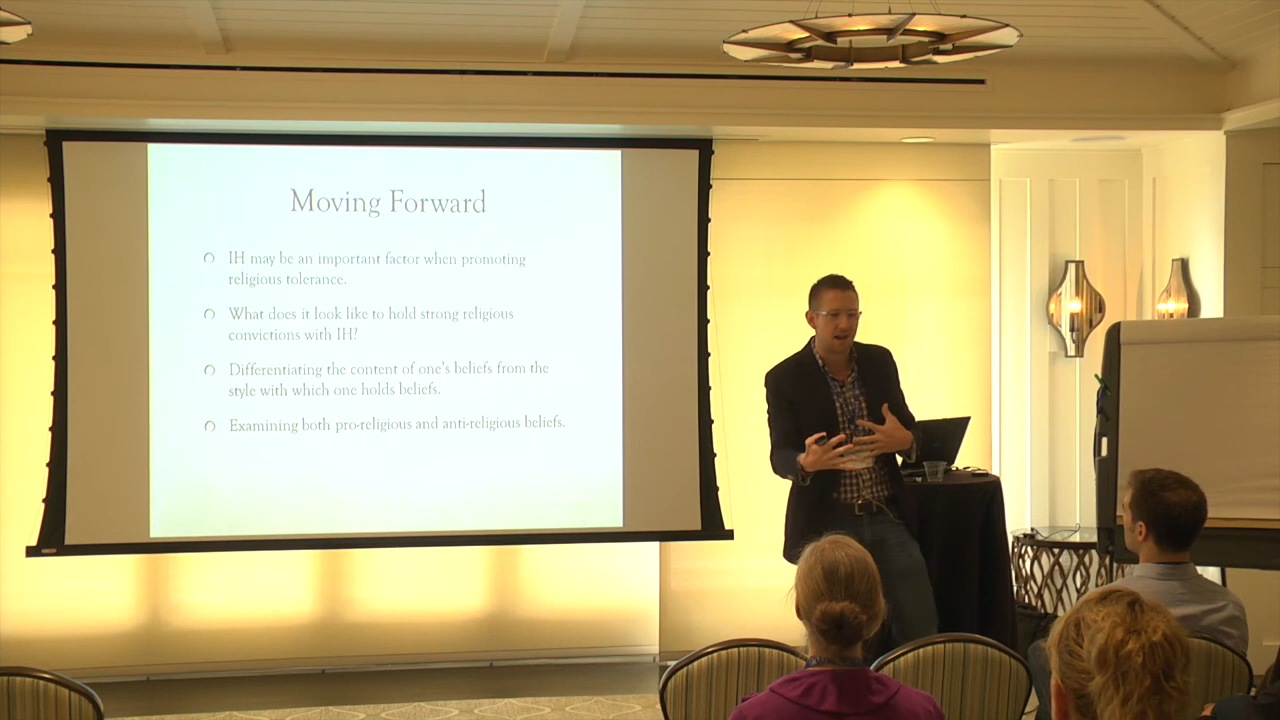 Moving Forward
IH may be an important factor when promoting
religious tolerance.
What does it look like to hold strong religious
convictions with IH?
Differentiating the content of one's beliefs from the
style with which one holds beliefs.
Examining both pro-religious and anti-religious beliefs.